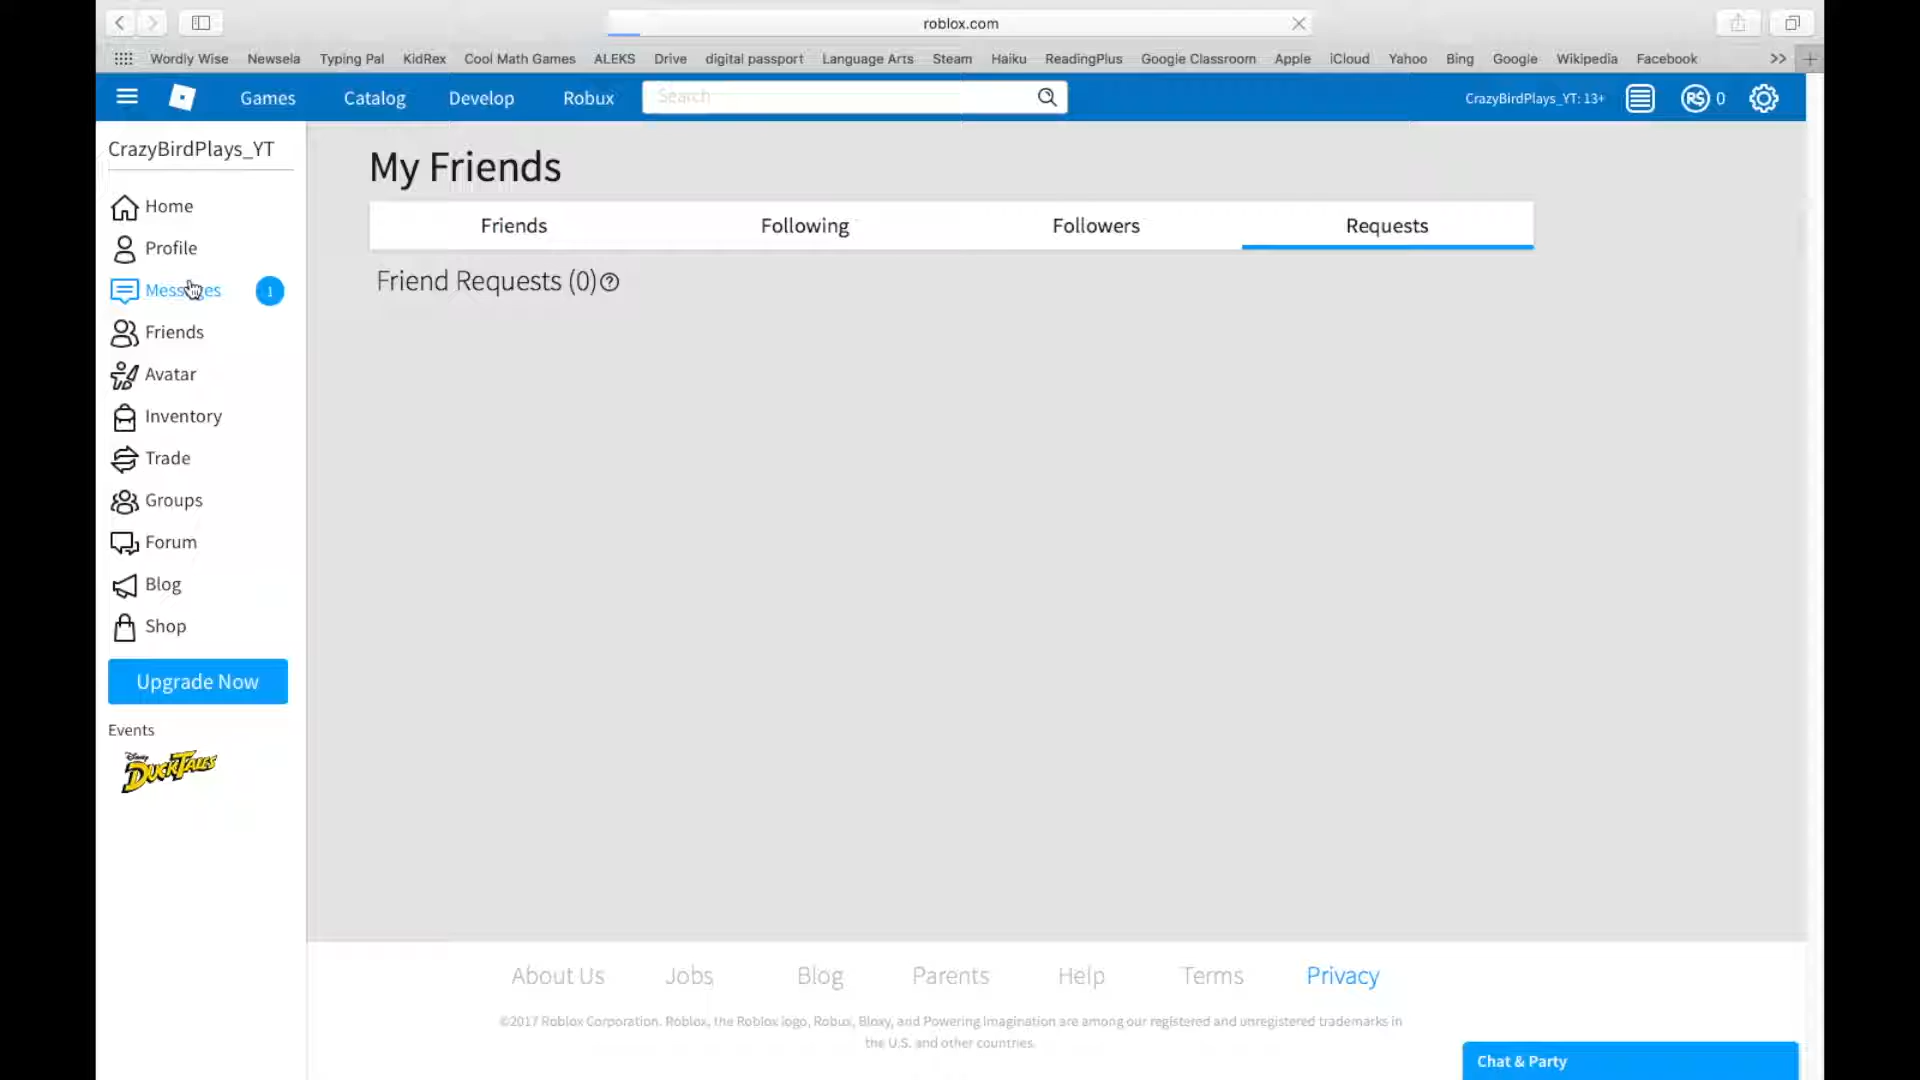 roblox.com
Wordly Wise Newsela Typing Pal KidRex Cool Math Games ALEKS Drive digital passport Language Arts Steam Haiku ReadingPlus Google Classroom Apple iCloud Yahoo Bing Google Wikipedia Facebook >>
Games Catalog Develop Robux Search CrazyBirdPlays_YT: 13+ R$ 0
CrazyBirdPlays_YT
Home
Profile
Messages 1
Friends
Avatar
Inventory
Trade
Groups
Forum
Blog
Shop
Upgrade Now
Events
Disney
DuckTales
My Friends
Friends Following Followers Requests
Friend Requests (0)?
About Us Jobs Blog Parents Help Terms Privacy
©2017 Roblox Corporation. Roblox, the Roblox logo, Robux, Bloxy, and Powering Imagination are among our registered and unregistered trademarks in
the U.S. and other countries.
Chat & Party